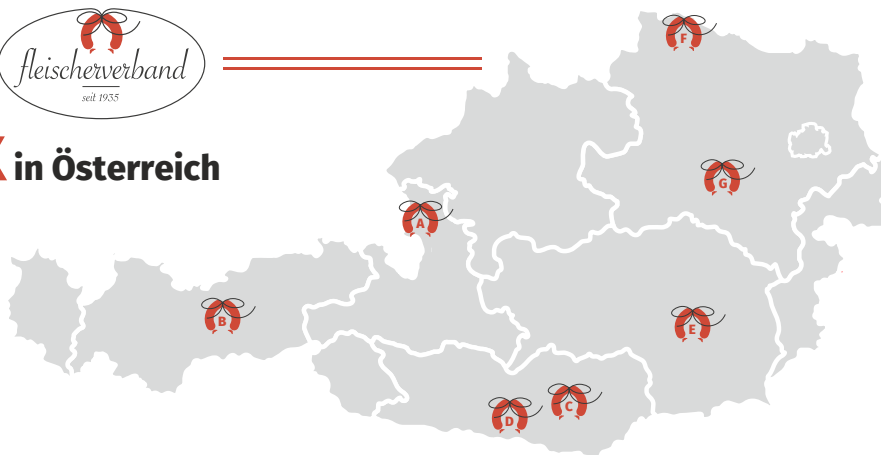 fleischerverband
seit 1935
in Österreich
F
G
A
B
E
C
D